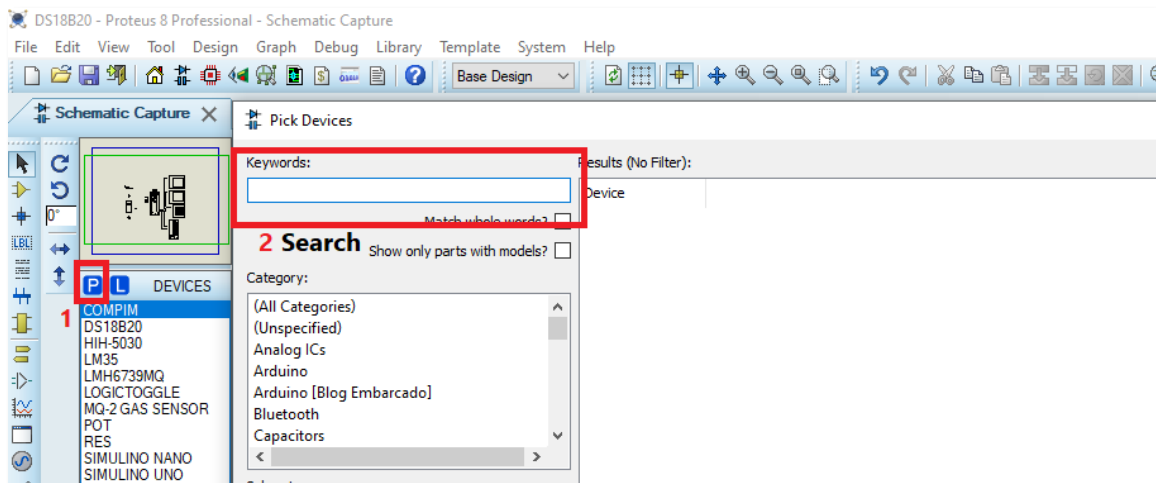 DS18B20 - Proteus 8 Professional - Schematic Capture
File Edit View Tool Design Graph Debug Library Template System Help
Base Design
Schematic Capture
Pick Devices
Keywords:
Results (No Filter):
Device
Match whole words?
2 Search
Show only parts with models?
0°
LBL
P L DEVICES
1
COMPIM
DS18B20
HIH-5030
LM35
LMH6739MQ
LOGICTOGGLE
MQ-2 GAS SENSOR
POT
RES
SIMULINO NANO
SIMULINO UNO
Category:
(All Categories)
(Unspecified)
Analog ICs
Arduino
Arduino [Blog Embarcado]
Bluetooth
Capacitors